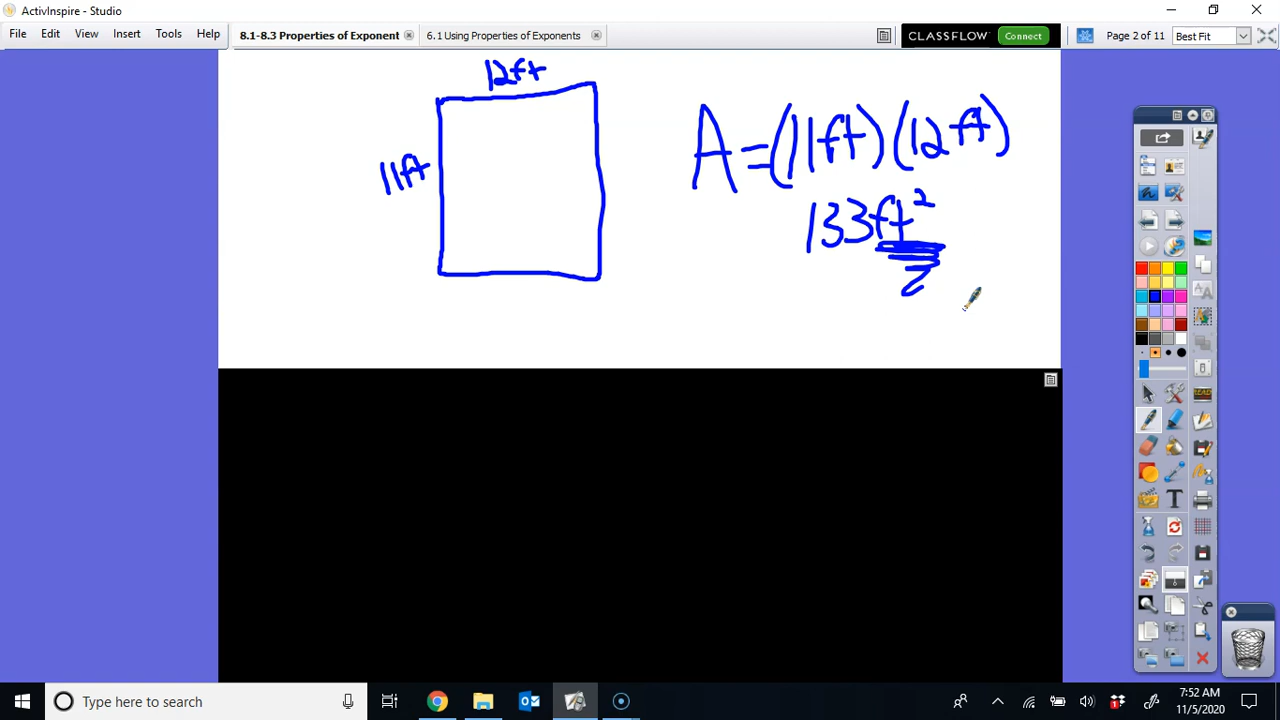 ActivInspire - Studio
File Edit View Insert Tools Help
8.1-8.3 Properties of Exponent
6.1 Using Properties of Exponents
CLASSFLOW Connect
Page 2 of 11
Best Fit
12ft
11ft
A=(11ft)(12ft)
133ft²
READ
T
Type here to search
7:52 AM
11/5/2020